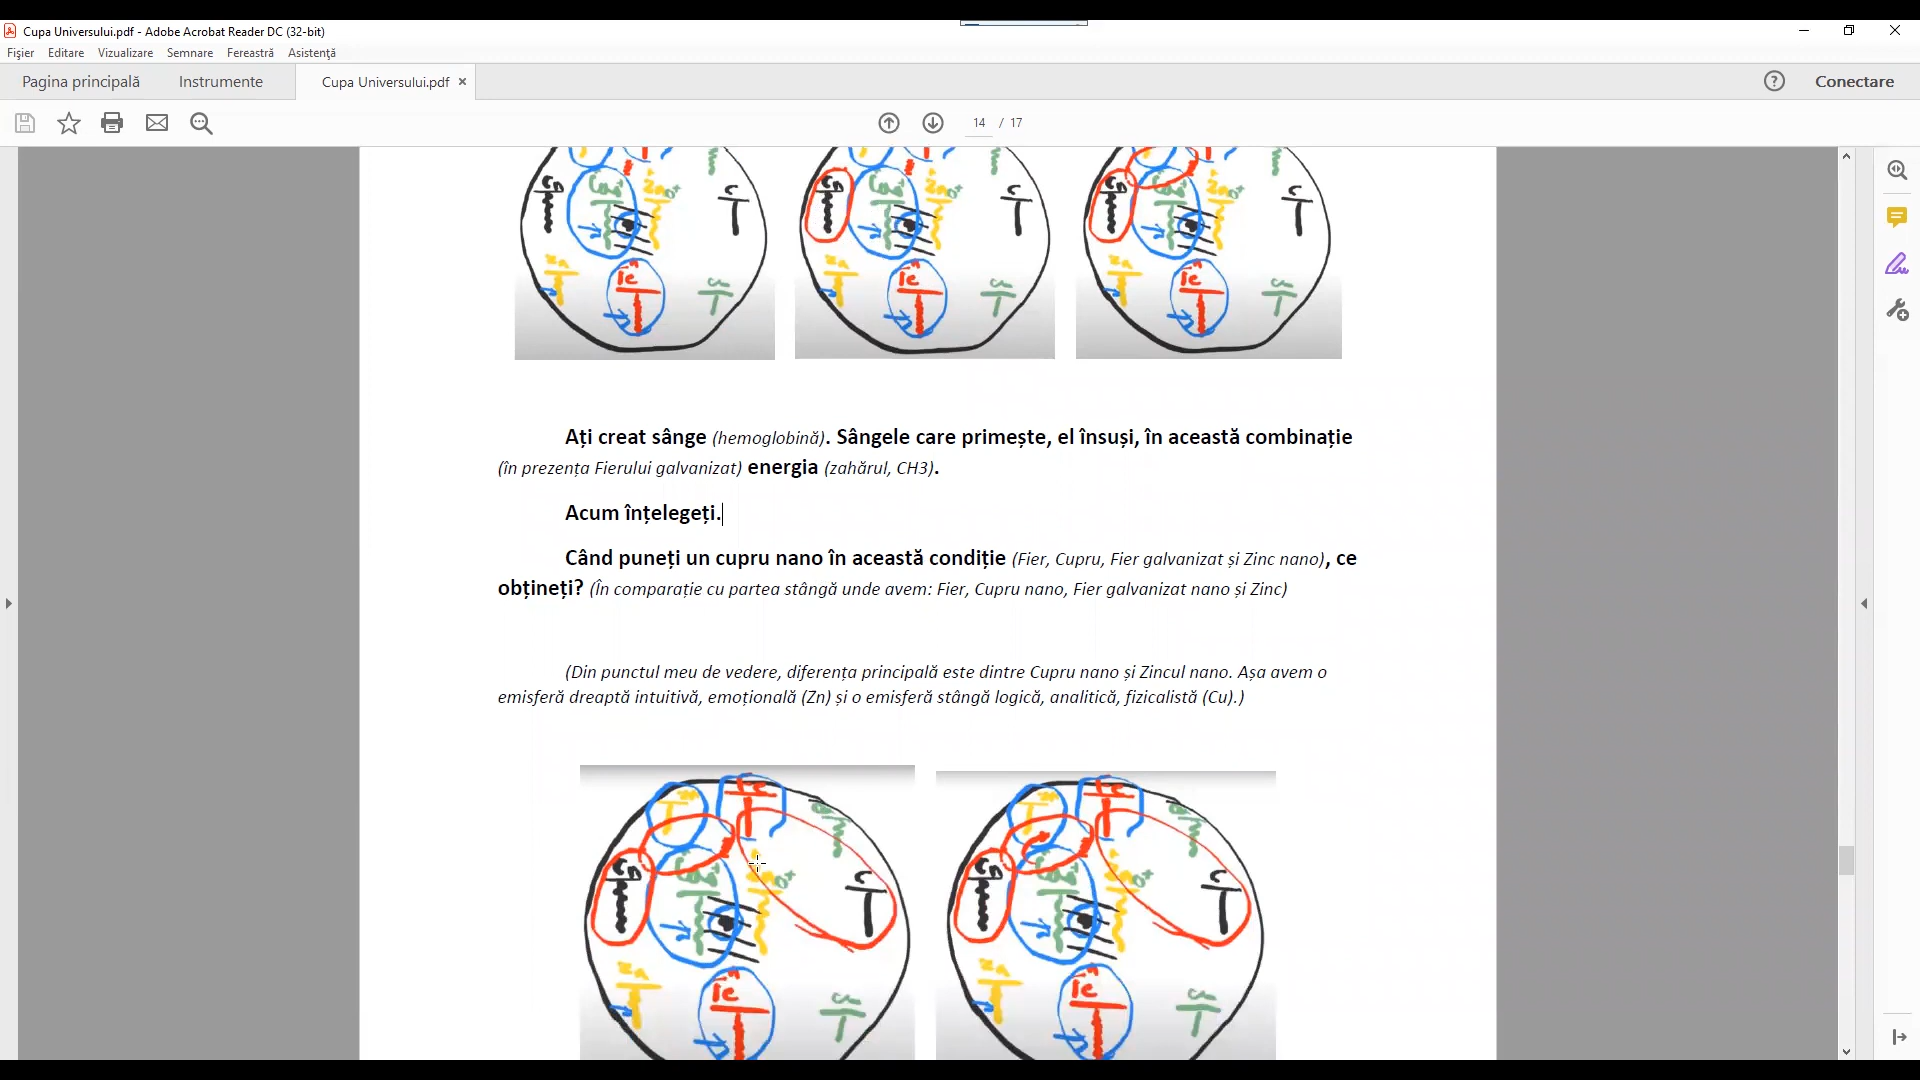 Cupa Universului.pdf - Adobe Acrobat Reader DC (32-bit)
Fișier Editare Vizualizare Semnare Fereastră Asistență
Pagina principală Instrumente Cupa Universului.pdf × Conectare
14 / 17
Ați creat sânge (hemoglobină). Sângele care primește, el însuși, în această combinație
(în prezența Fierului galvanizat) energia (zahărul, CH3).
Acum înțelegeți.
Când puneți un cupru nano în această condiție (Fier, Cupru, Fier galvanizat și Zinc nano), ce
obțineți? (În comparație cu partea stângă unde avem: Fier, Cupru nano, Fier galvanizat nano și Zinc)
(Din punctul meu de vedere, diferența principală este dintre Cupru nano și Zincul nano. Așa avem o
emisferă dreaptă intuitivă, emoțională (Zn) și o emisferă stângă logică, analitică, fizicalistă (Cu).)